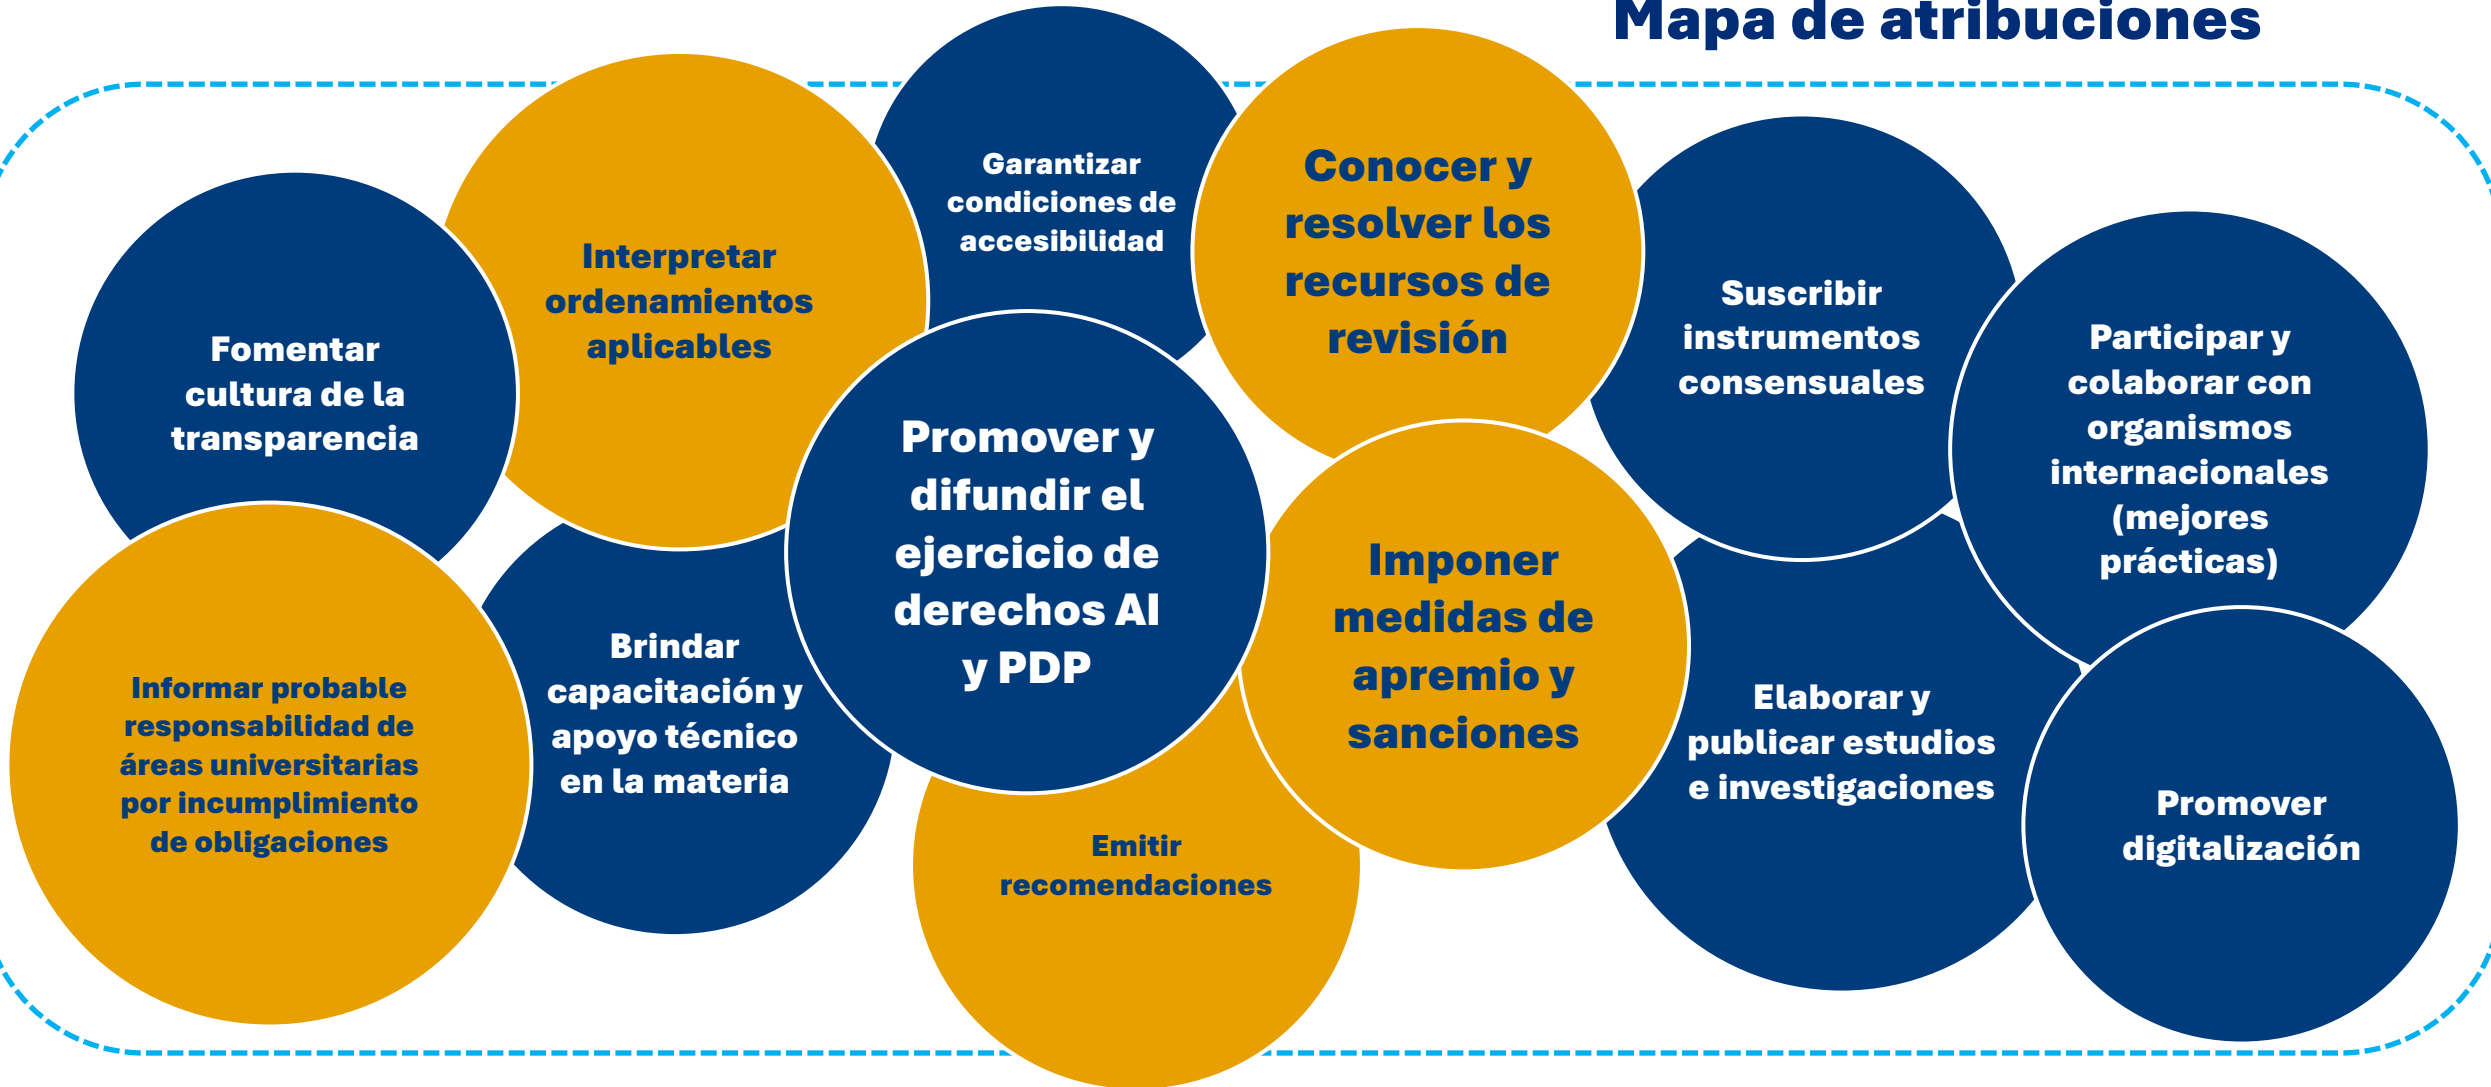 Mapa de atribuciones
Fomentar
cultura de la
transparencia
Interpretar
ordenamientos
aplicables
Garantizar
condiciones de
accesibilidad
Conocer y
resolver los
recursos de
revisión
Suscribir
instrumentos
consensuales
Participar y
colaborar con
organismos
internacionales
(mejores
prácticas)
Informar probable
responsabilidad de
áreas universitarias
por incumplimiento
de obligaciones
Brindar
capacitación y
apoyo técnico
en la materia
Promover y
difundir el
ejercicio de
derechos AI
y PDP
Emitir
recomendaciones
Imponer
medidas de
apremio y
sanciones
Elaborar y
publicar estudios
e investigaciones
Promover
digitalización